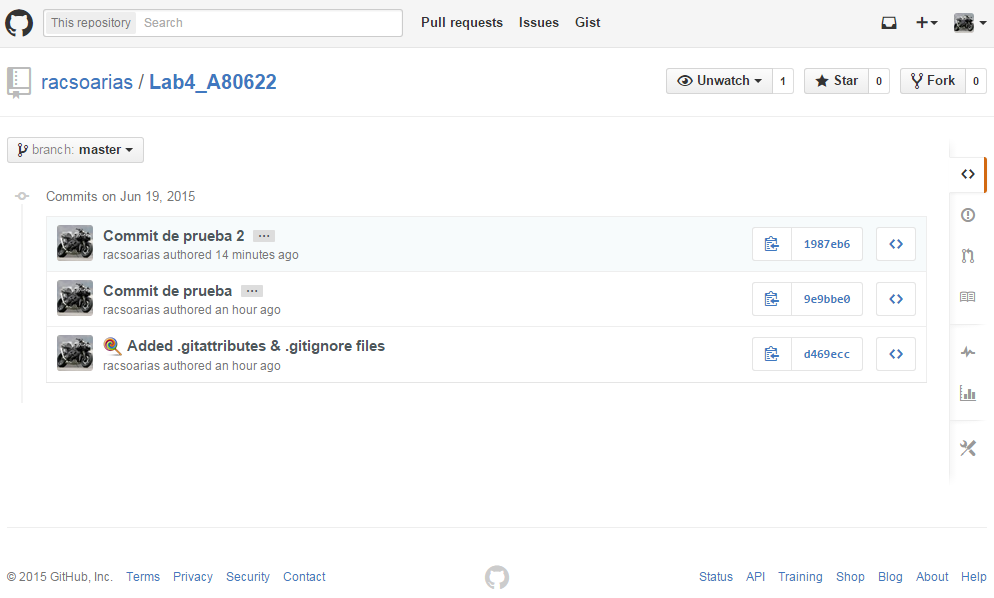 This repository Search Pull requests Issues Gist
racsoarias / Lab4_A80622 Unwatch 1 Star 0 Fork 0
branch: master
Commits on Jun 19, 2015
Commit de prueba 2 ...
racsoarias authored 14 minutes ago
1987eb6
Commit de prueba ...
racsoarias authored an hour ago
9e9bbe0
Added .gitattributes & .gitignore files
racsoarias authored an hour ago
d469ecc
© 2015 GitHub, Inc. Terms Privacy Security Contact Status API Training Shop Blog About Help